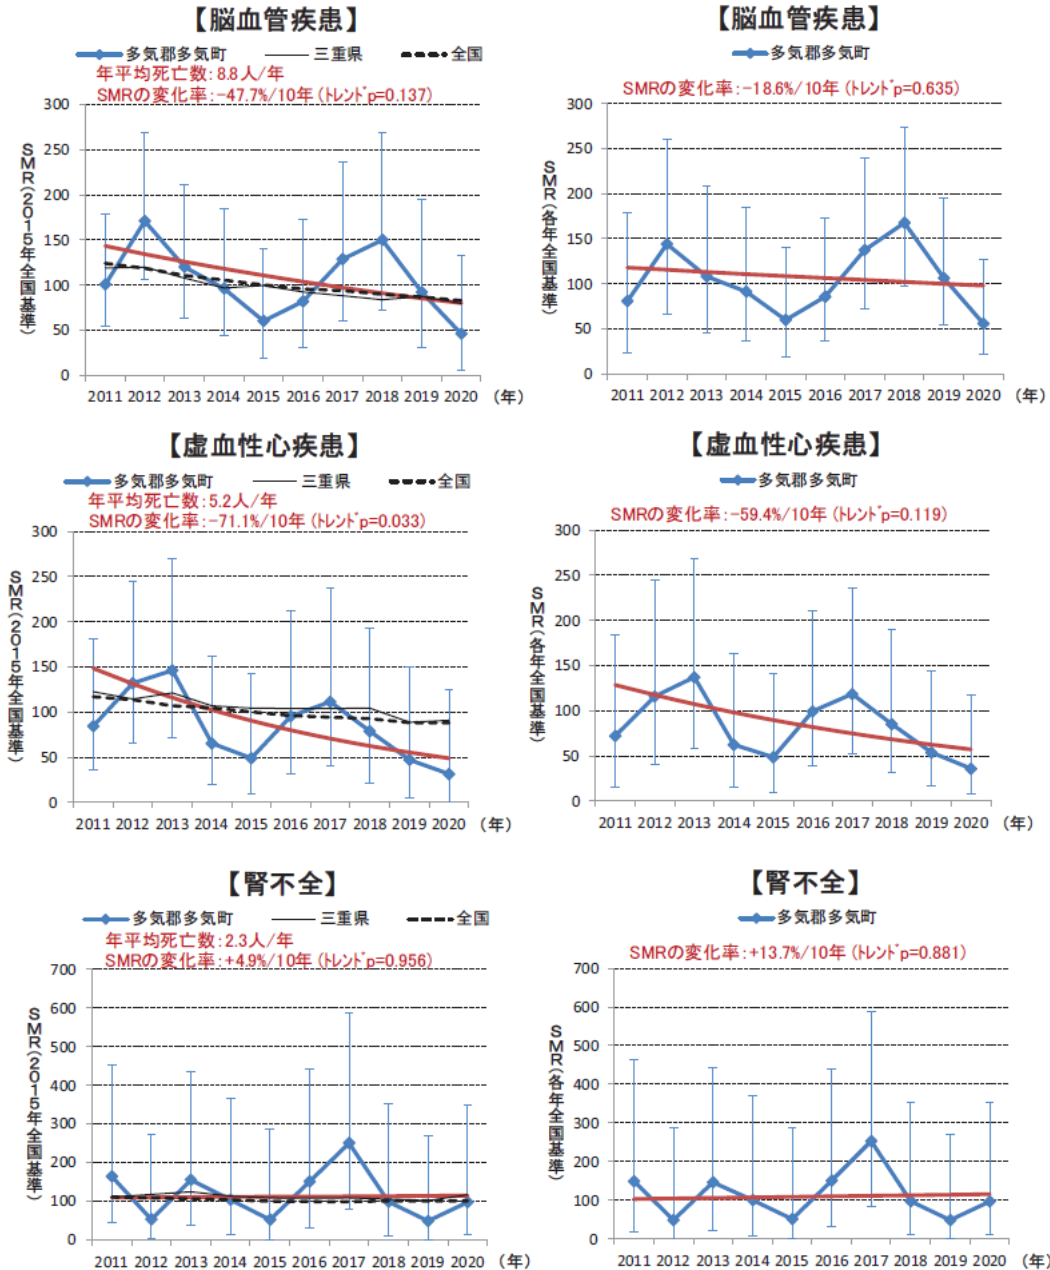 【脳血管疾患】
多気郡多気町 三重県 全国
年平均死亡数:8.8人/年
SMRの変化率:-47.7%/10年(トレンドp=0.137)
SMR(2015年全国基準)
300
250
200
150
100
50
0
2011 2012 2013 2014 2015 2016 2017 2018 2019 2020 (年)
【脳血管疾患】
多気郡多気町
SMRの変化率:-18.6%/10年(トレンドp=0.635)
SMR(各年全国基準)
300
250
200
150
100
50
0
2011 2012 2013 2014 2015 2016 2017 2018 2019 2020 (年)
【虚血性心疾患】
多気郡多気町 三重県 全国
年平均死亡数:5.2人/年
SMRの変化率:-71.1%/10年(トレンドp=0.033)
SMR(2015年全国基準)
300
250
200
150
100
50
0
2011 2012 2013 2014 2015 2016 2017 2018 2019 2020 (年)
【虚血性心疾患】
多気郡多気町
SMRの変化率:-59.4%/10年(トレンドp=0.119)
SMR(各年全国基準)
300
250
200
150
100
50
0
2011 2012 2013 2014 2015 2016 2017 2018 2019 2020 (年)
【腎不全】
多気郡多気町 三重県 全国
年平均死亡数:2.3人/年
SMRの変化率:+4.9%/10年(トレンドp=0.956)
SMR(2015年全国基準)
700
600
500
400
300
200
100
0
2011 2012 2013 2014 2015 2016 2017 2018 2019 2020 (年)
【腎不全】
多気郡多気町
SMRの変化率:+13.7%/10年(トレンドp=0.881)
SMR(各年全国基準)
700
600
500
400
300
200
100
0
2011 2012 2013 2014 2015 2016 2017 2018 2019 2020 (年)